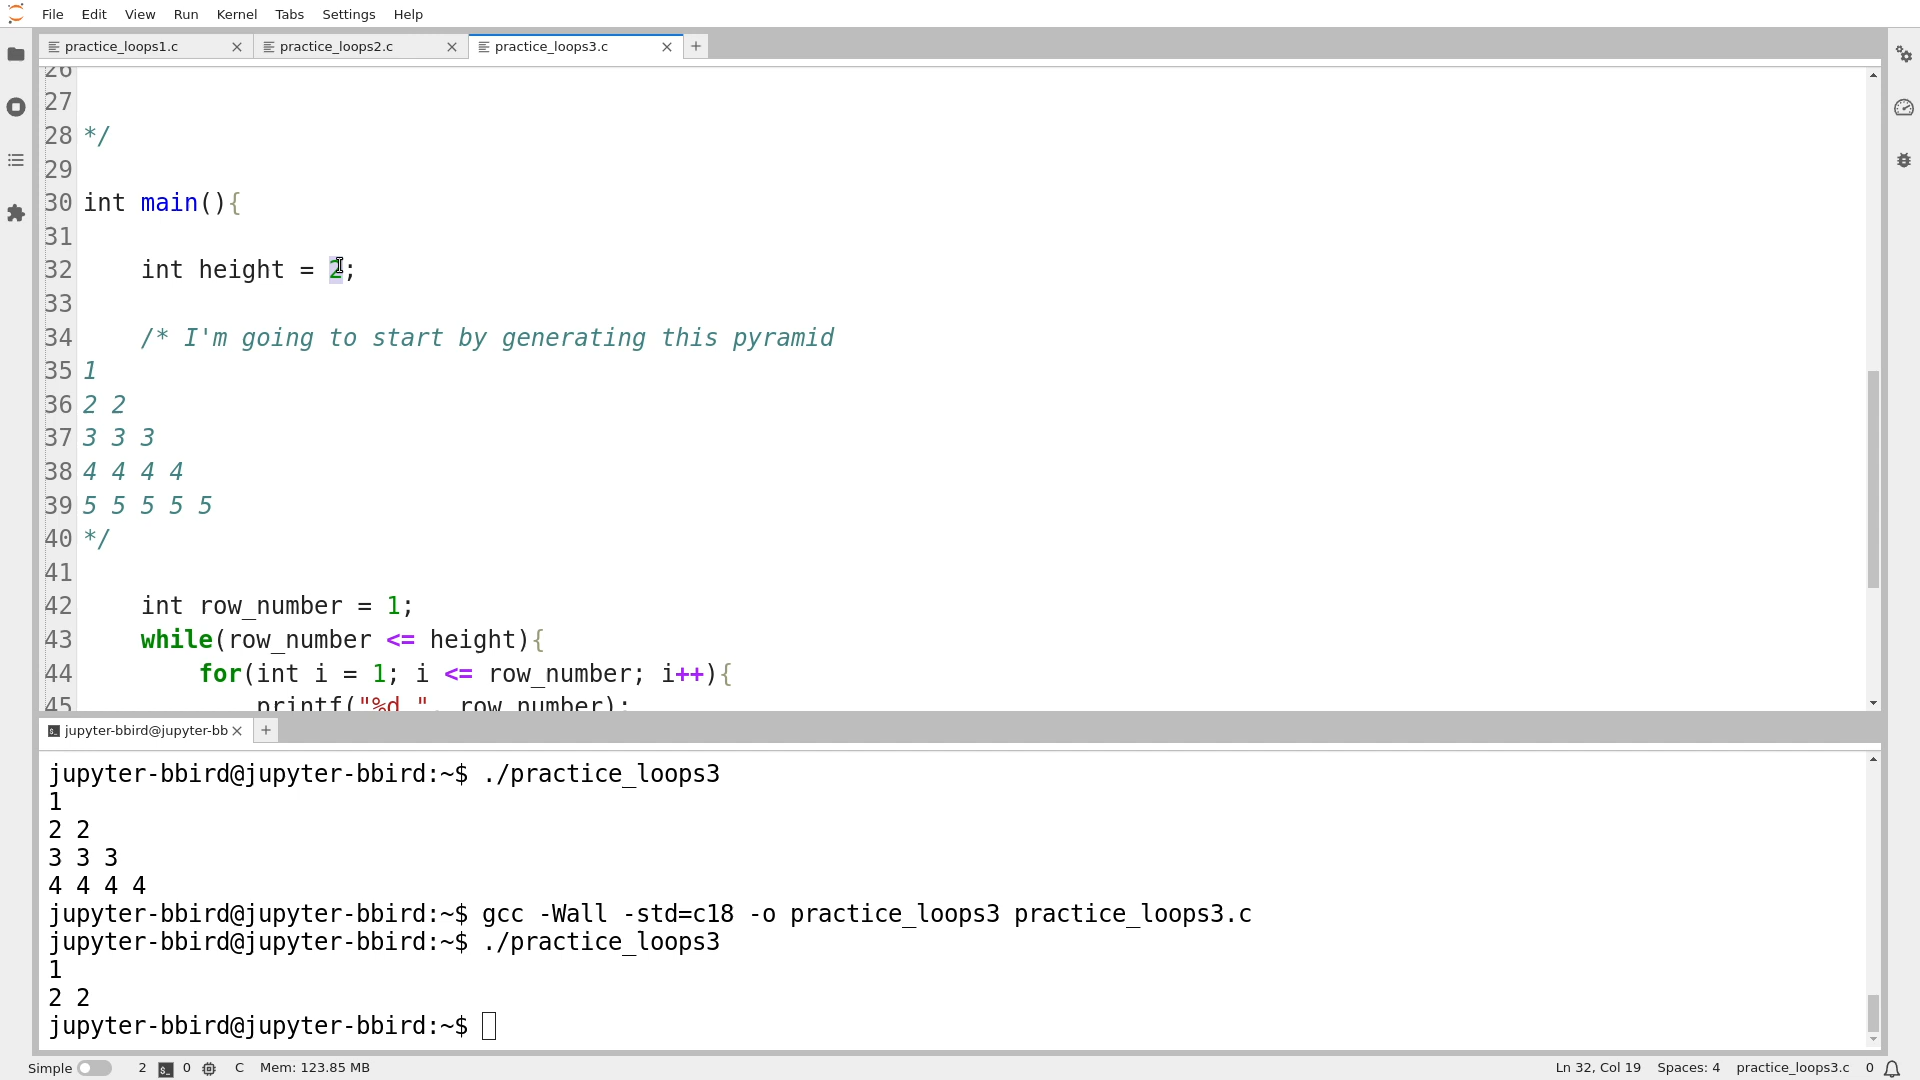 File Edit View Run Kernel Tabs Settings Help
practice_loops1.c practice_loops2.c practice_loops3.c
26
27
28 */
29
30 int main(){
31
32 int height = 2;
33
34 /* I'm going to start by generating this pyramid
35 1
36 2 2
37 3 3 3
38 4 4 4 4
39 5 5 5 5 5
40 */
41
42 int row_number = 1;
43 while(row_number <= height){
44 for(int i = 1; i <= row_number; i++){
45 printf("%d ", row_number);
jupyter-bbird@jupyter-bb
jupyter-bbird@jupyter-bbird:~$ ./practice_loops3
1
2 2
3 3 3
4 4 4 4
jupyter-bbird@jupyter-bbird:~$ gcc -Wall -std=c18 -o practice_loops3 practice_loops3.c
jupyter-bbird@jupyter-bbird:~$ ./practice_loops3
1
2 2
jupyter-bbird@jupyter-bbird:~$
Simple 2 0 C Mem: 123.85 MB Ln 32, Col 19 Spaces: 4 practice_loops3.c 0